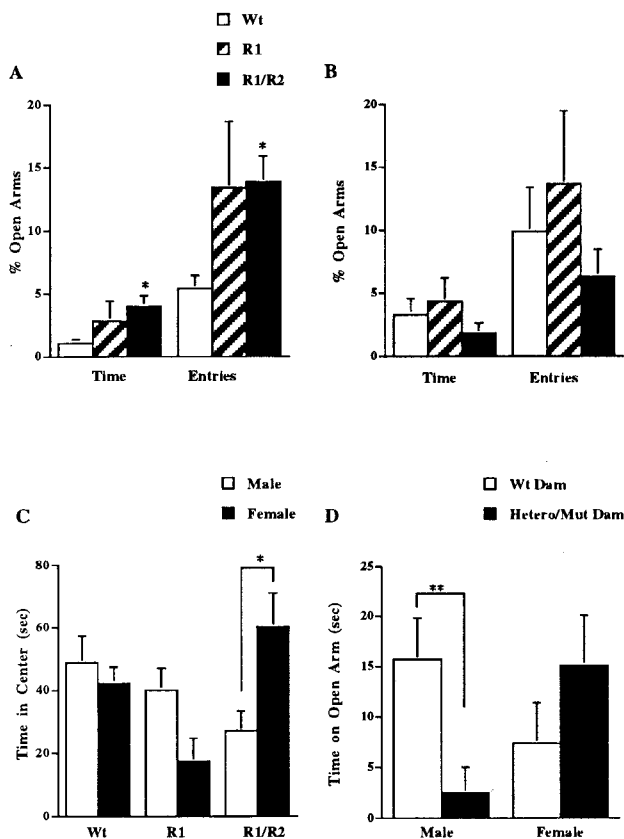 Wt
R1
R1/R2
A
% Open Arms
20
15
10
5
0
*
*
Time
Entries
B
% Open Arms
20
15
10
5
0
Time
Entries
Male
Female
C
Time in Center (sec)
80
60
40
20
0
*
Wt
R1
R1/R2
Wt Dam
Hetero/Mut Dam
D
Time on Open Arm (sec)
25
20
15
10
5
0
**
Male
Female